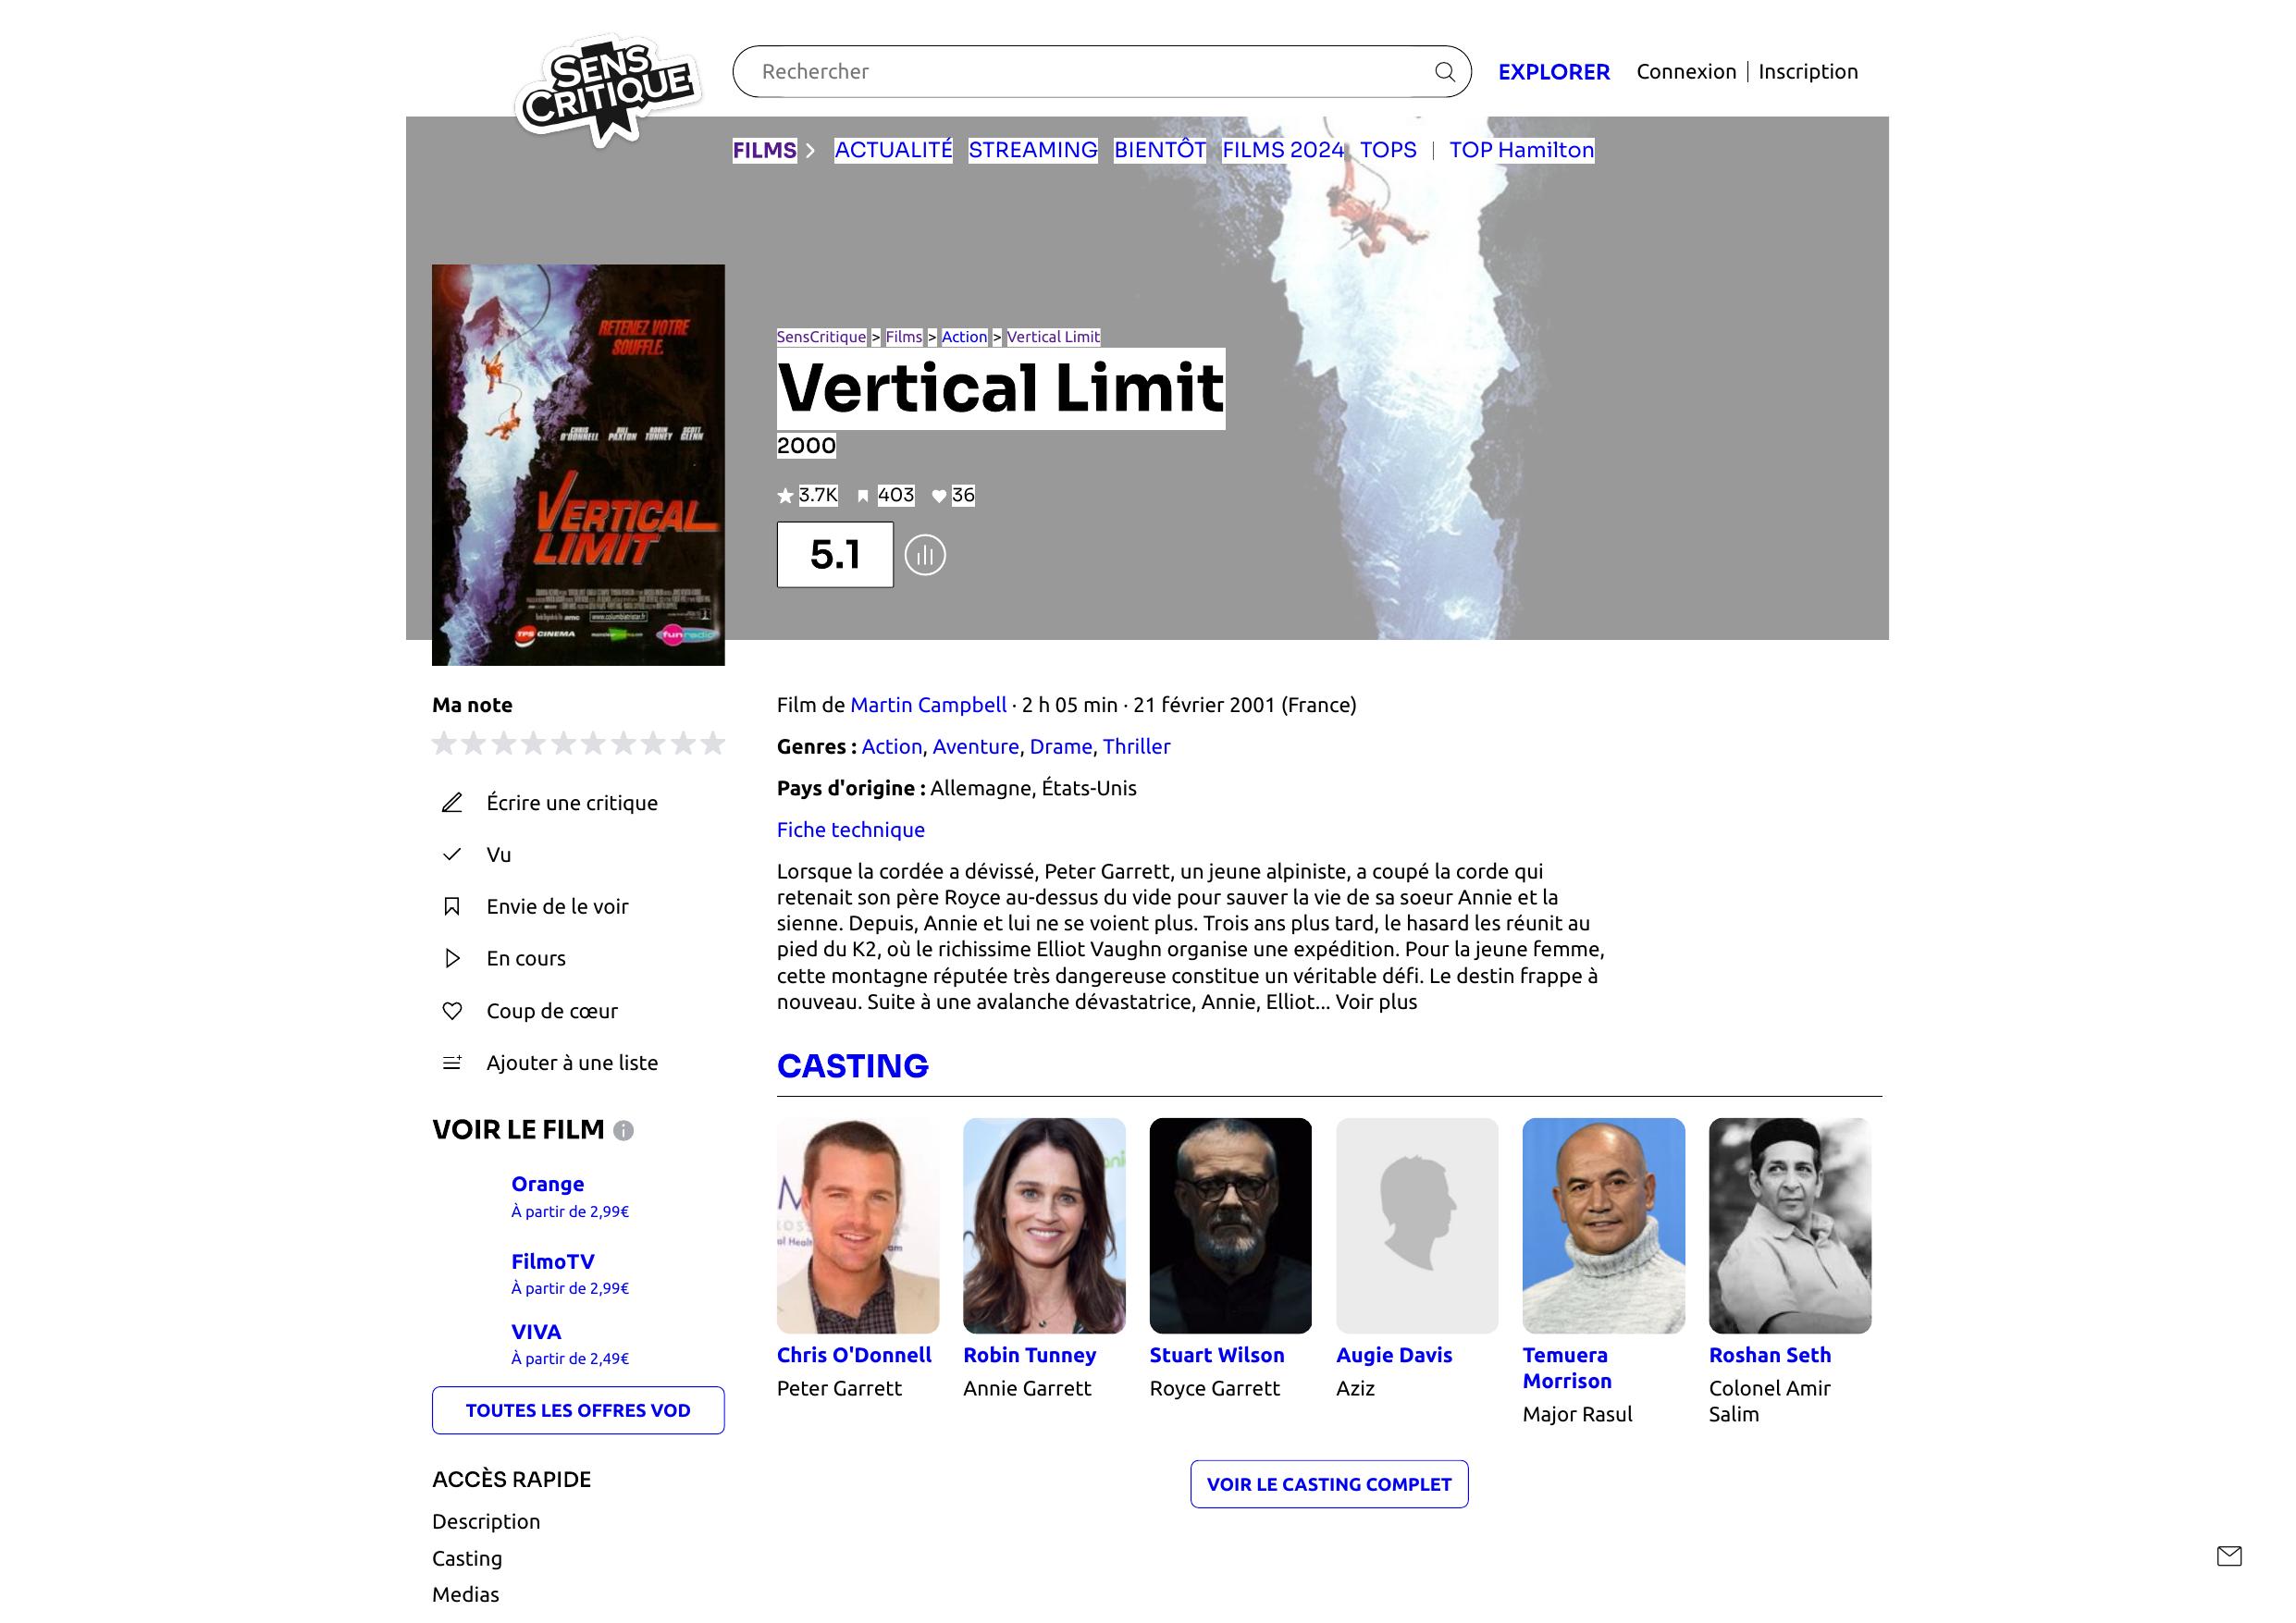 SENS
CRITIQUE
Rechercher
EXPLORER
Connexion
Inscription
FILMS
ACTUALITÉ
STREAMING
BIENTÔT
FILMS 2024
TOPS
TOP Hamilton
RETENEZ VOTRE
SOUFFLE.
CHRIS O'DONNELL BILL PAXTON ROBIN TUNNEY SCOTT GLENN
VERTICAL
LIMIT
www.columbiatristar.fr
TPS CINEMA
fun radio
SensCritique > Films > Action > Vertical Limit
Vertical Limit
2000
3.7K 403 36
5.1
Ma note
Écrire une critique
Vu
Envie de le voir
En cours
Coup de cœur
Ajouter à une liste
VOIR LE FILM
Orange
À partir de 2,99€
FilmoTV
À partir de 2,99€
VIVA
À partir de 2,49€
TOUTES LES OFFRES VOD
ACCÈS RAPIDE
Description
Casting
Medias
Film de Martin Campbell · 2 h 05 min · 21 février 2001 (France)
Genres : Action, Aventure, Drame, Thriller
Pays d'origine : Allemagne, États-Unis
Fiche technique
Lorsque la cordée a dévissé, Peter Garrett, un jeune alpiniste, a coupé la corde qui
retenait son père Royce au-dessus du vide pour sauver la vie de sa soeur Annie et la
sienne. Depuis, Annie et lui ne se voient plus. Trois ans plus tard, le hasard les réunit au
pied du K2, où le richissime Elliot Vaughn organise une expédition. Pour la jeune femme,
cette montagne réputée très dangereuse constitue un véritable défi. Le destin frappe à
nouveau. Suite à une avalanche dévastatrice, Annie, Elliot... Voir plus
CASTING
Chris O'Donnell
Peter Garrett
Robin Tunney
Annie Garrett
Stuart Wilson
Royce Garrett
Augie Davis
Aziz
Temuera
Morrison
Major Rasul
Roshan Seth
Colonel Amir
Salim
VOIR LE CASTING COMPLET